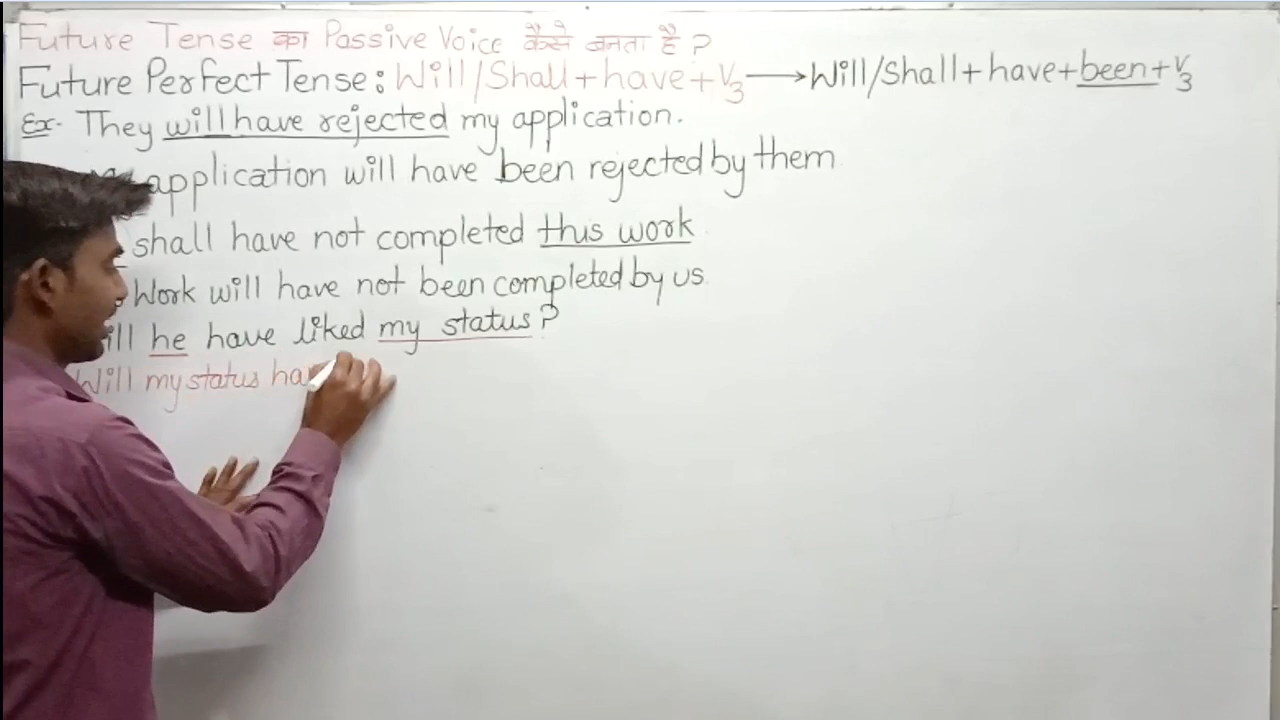 Future Tense का Passive Voice कैसे बनता है ?
Future Perfect Tense: Will/Shall + have + V3 → Will/Shall + have + been + V3
Ex. They will have rejected my application.
application will have been rejected by them
shall have not completed this work
Work will have not been completed by us
he have liked my status?
Will my status